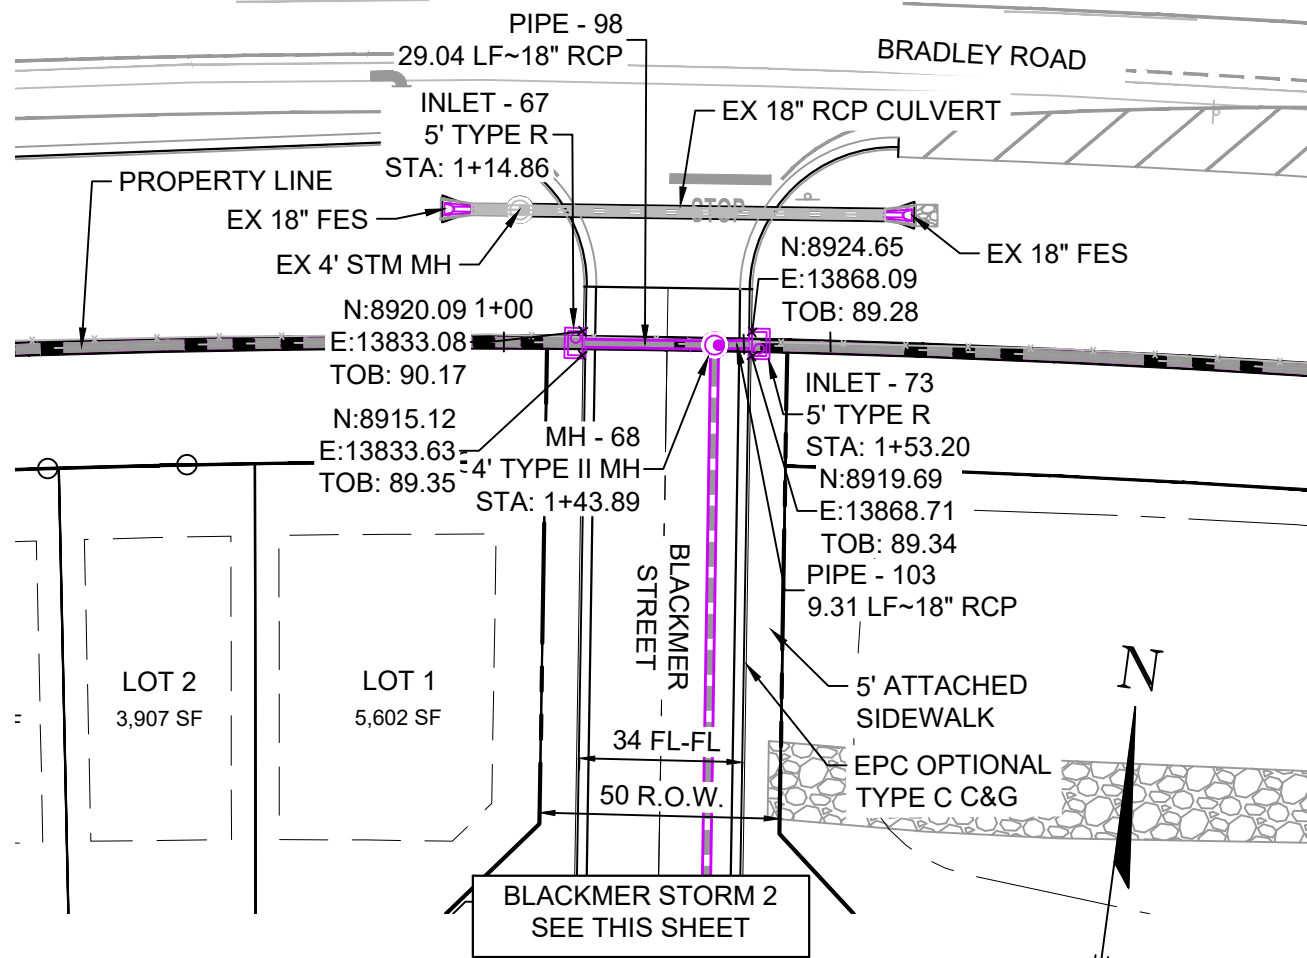 PIPE - 98
29.04 LF~18" RCP
BRADLEY ROAD
INLET - 67
5' TYPE R
STA: 1+14.86
EX 18" RCP CULVERT
PROPERTY LINE
EX 18" FES
STOP
EX 4' STM MH
N:8924.65
E:13868.09
TOB: 89.28
EX 18" FES
N:8920.09
E:13833.08
TOB: 90.17
1+00
N:8915.12
E:13833.63
TOB: 89.35
MH - 68
4' TYPE II MH
STA: 1+43.89
INLET - 73
5' TYPE R
STA: 1+53.20
N:8919.69
E:13868.71
TOB: 89.34
PIPE - 103
9.31 LF~18" RCP
BLACKMER
STREET
LOT 2
3,907 SF
LOT 1
5,602 SF
N
5' ATTACHED
SIDEWALK
34 FL-FL
EPC OPTIONAL
TYPE C C&G
50 R.O.W.
BLACKMER STORM 2
SEE THIS SHEET